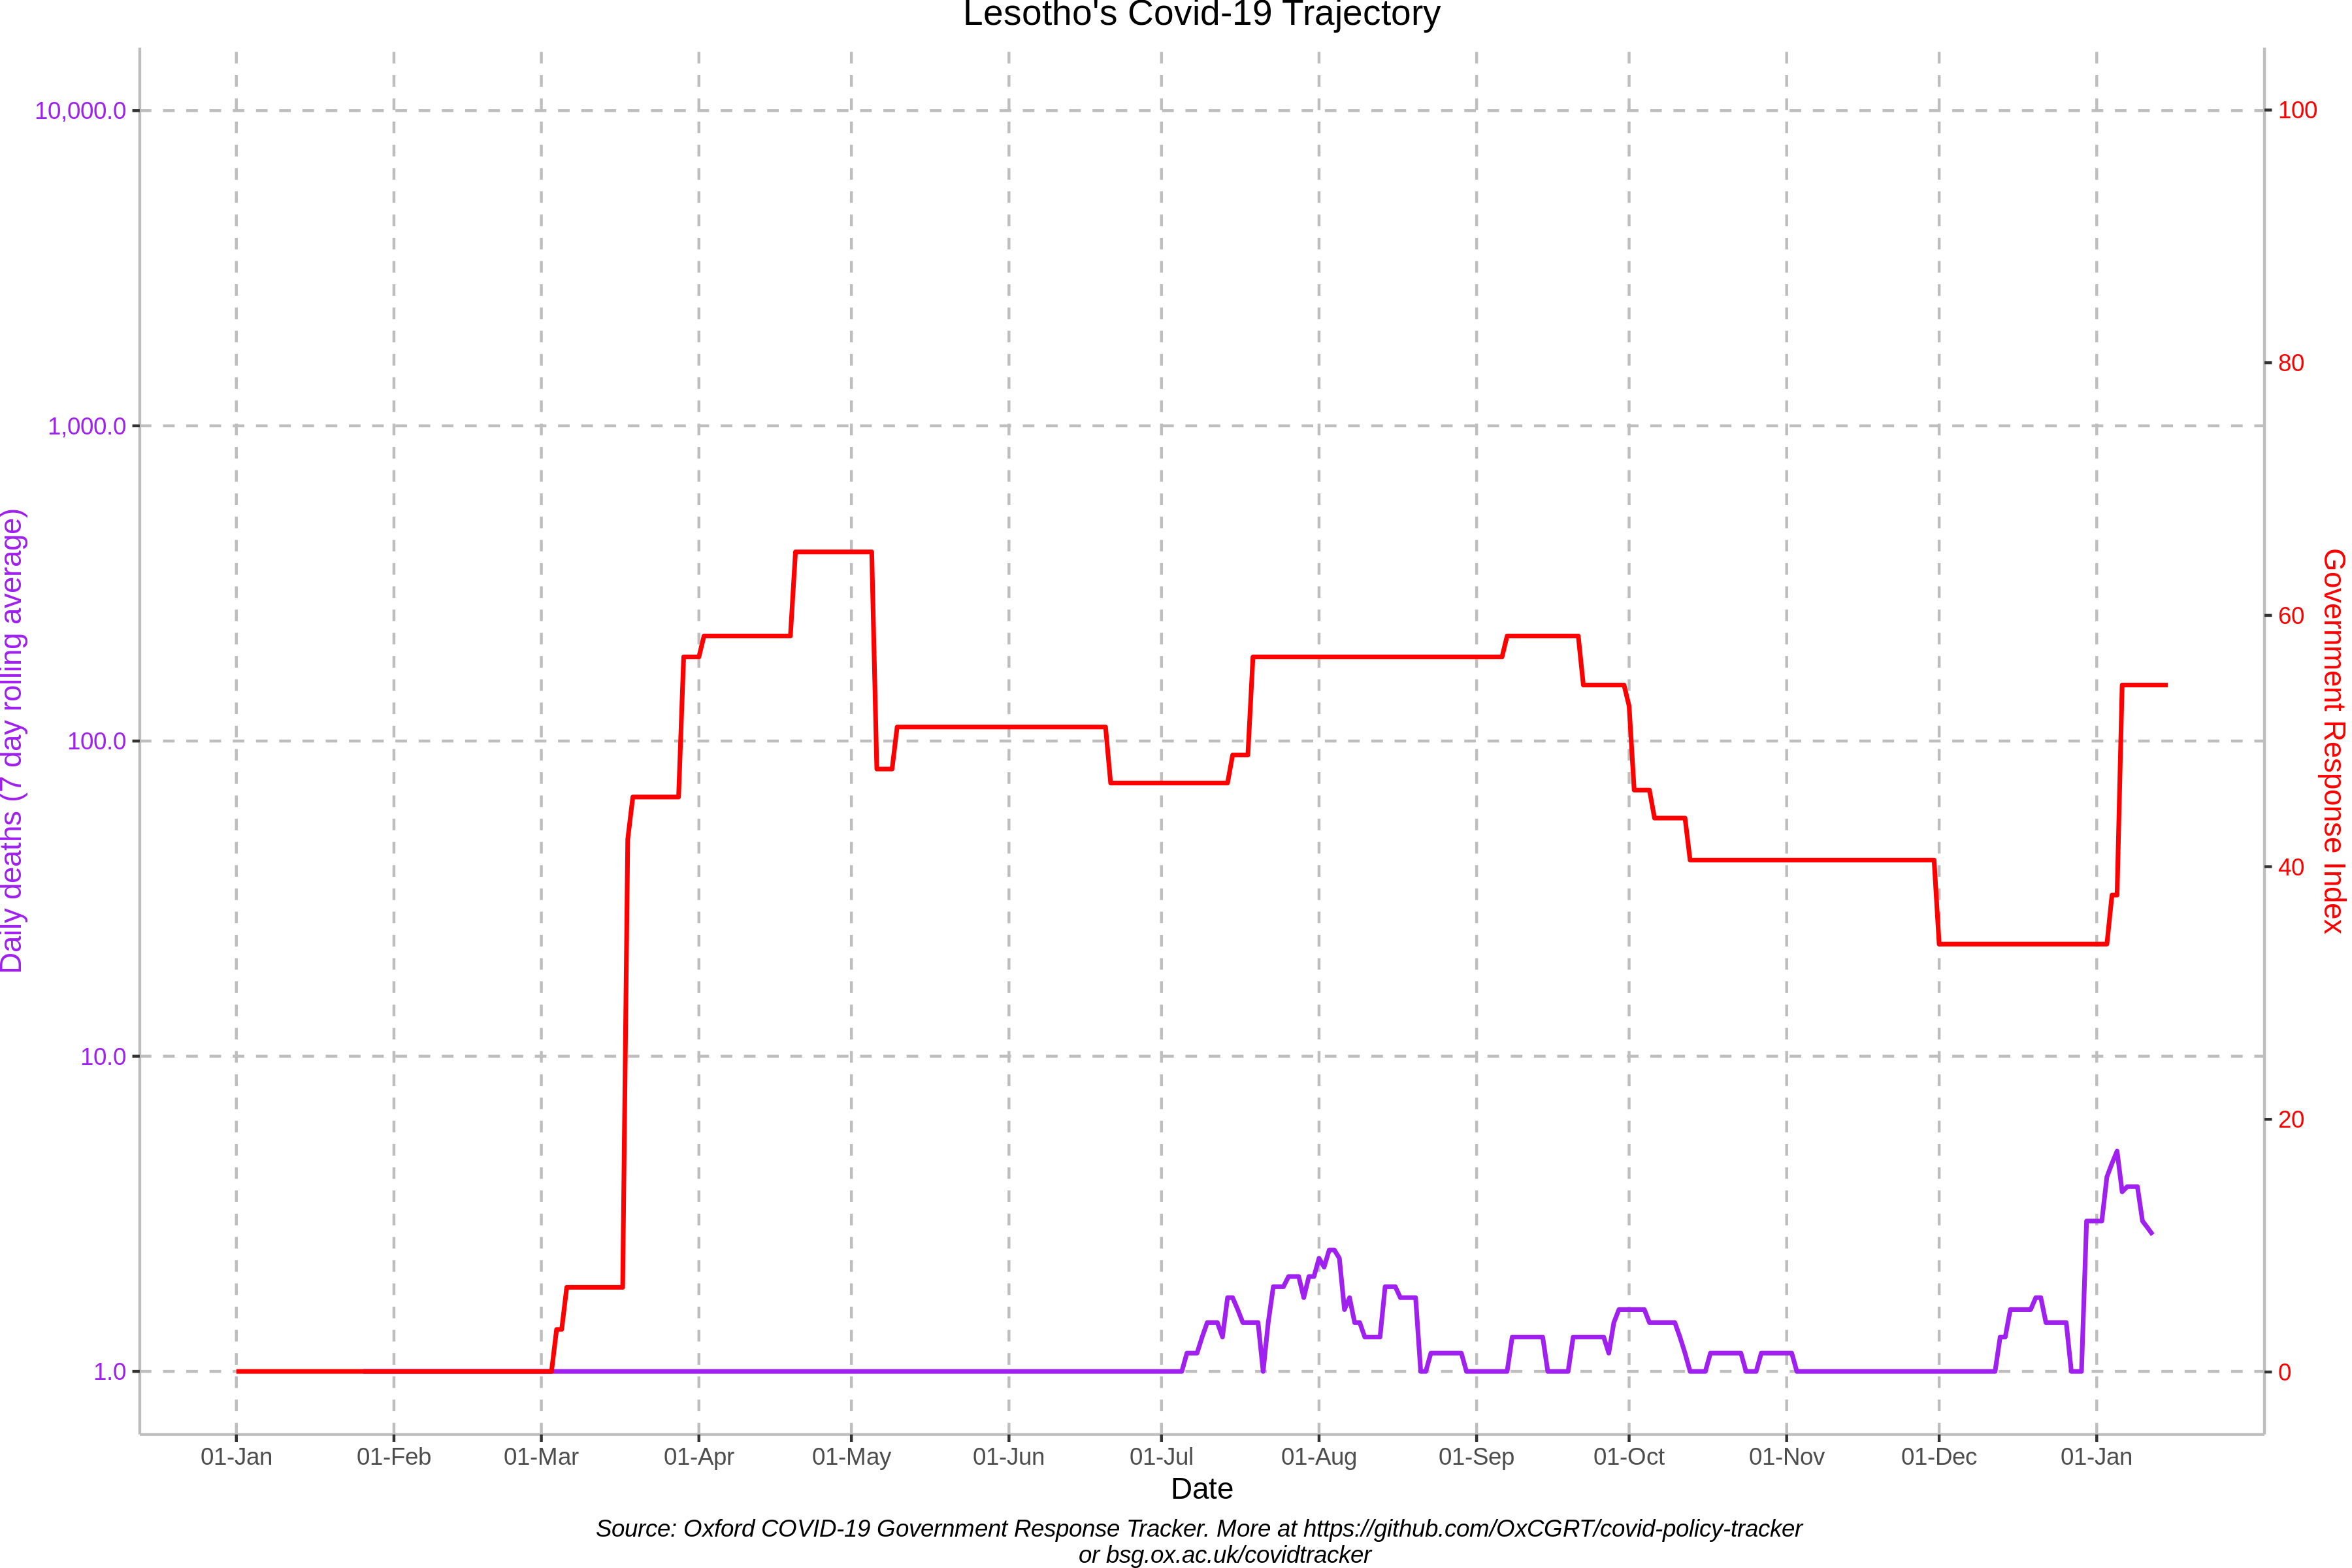 Lesotho's Covid-19 Trajectory
10,000.0
1,000.0
100.0
10.0
1.0
Daily deaths (7 day rolling average)
100
80
60
40
20
0
Government Response Index
01-Jan 01-Feb 01-Mar 01-Apr 01-May 01-Jun 01-Jul 01-Aug 01-Sep 01-Oct 01-Nov 01-Dec 01-Jan
Date
Source: Oxford COVID-19 Government Response Tracker. More at https://github.com/OxCGRT/covid-policy-tracker
or bsg.ox.ac.uk/covidtracker